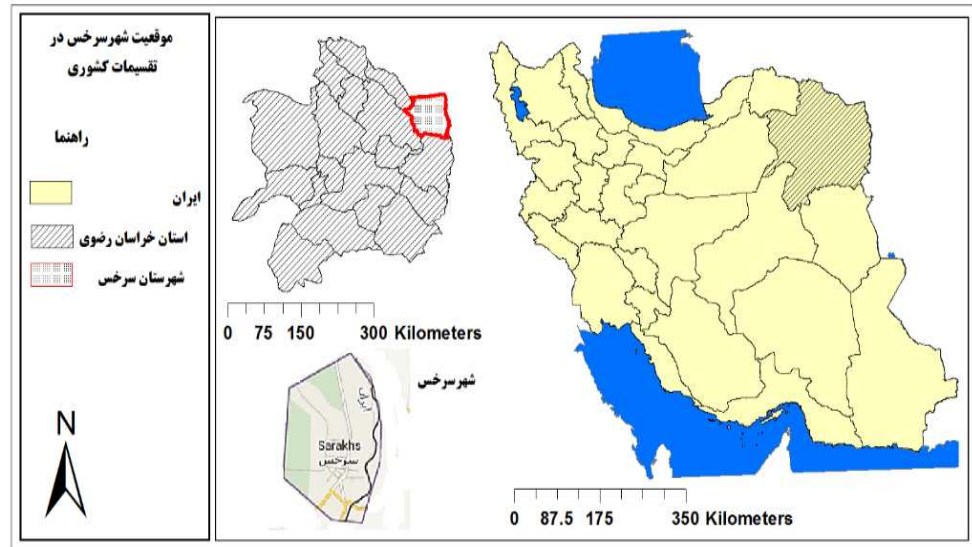 موقعیت شهرسرخس در
تقسیمات کشوری
راهنما
ایران
استان خراسان رضوی
شهرستان سرخس
N
0 75 150 300 Kilometers
شهرسرخس
ایران
Sarakhs
سرخس
0 87.5 175 350 Kilometers